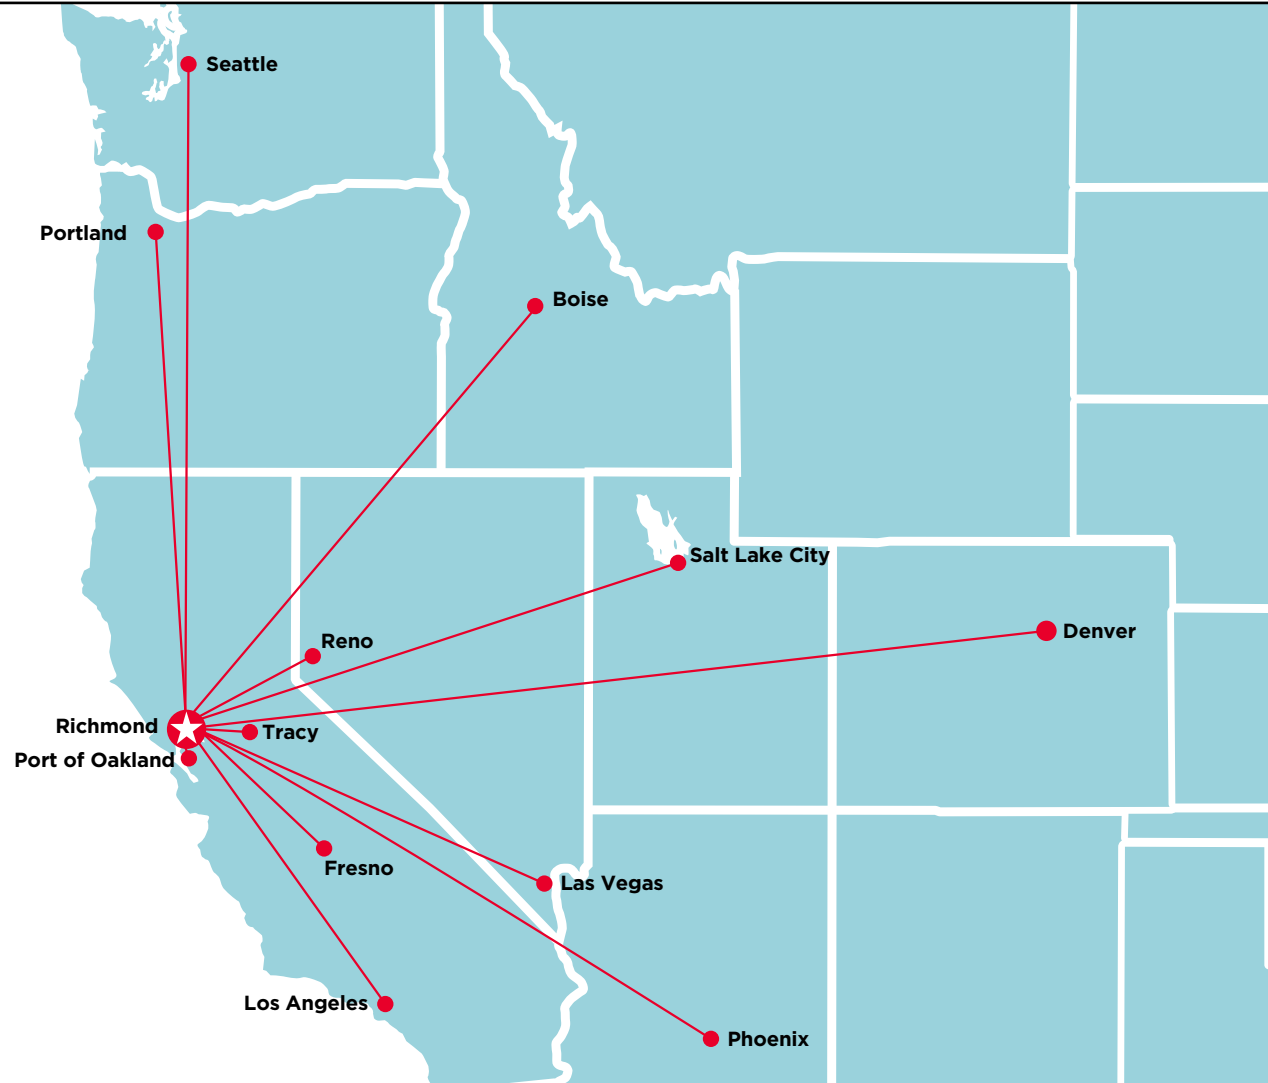 Seattle
Portland
Boise
Salt Lake City
Denver
Reno
Richmond
Tracy
Port of Oakland
Fresno
Las Vegas
Los Angeles
Phoenix